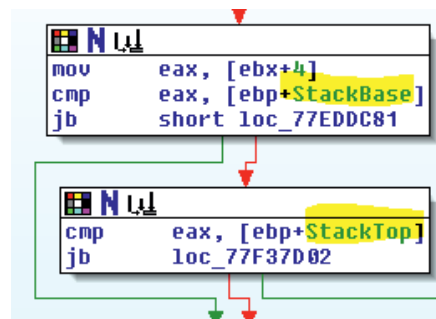 N
mov eax, [ebx+4]
cmp eax, [ebp+StackBase]
jb short loc_77EDDC81
N
cmp eax, [ebp+StackTop]
jb loc_77F37D02